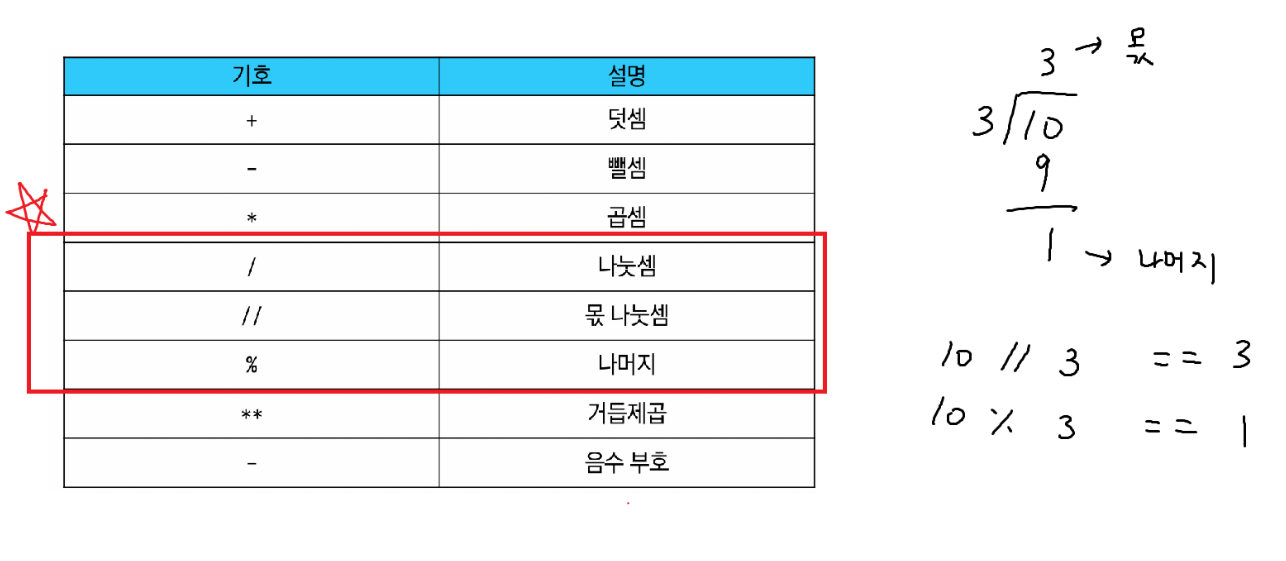 기호 설명
+ 덧셈
- 뺄셈
* 곱셈
/ 나눗셈
// 몫 나눗셈
% 나머지
** 거듭제곱
- 음수 부호
3 → 몫
3 10
9
1 → 나머지
10 // 3 == 3
10 % 3 == 1